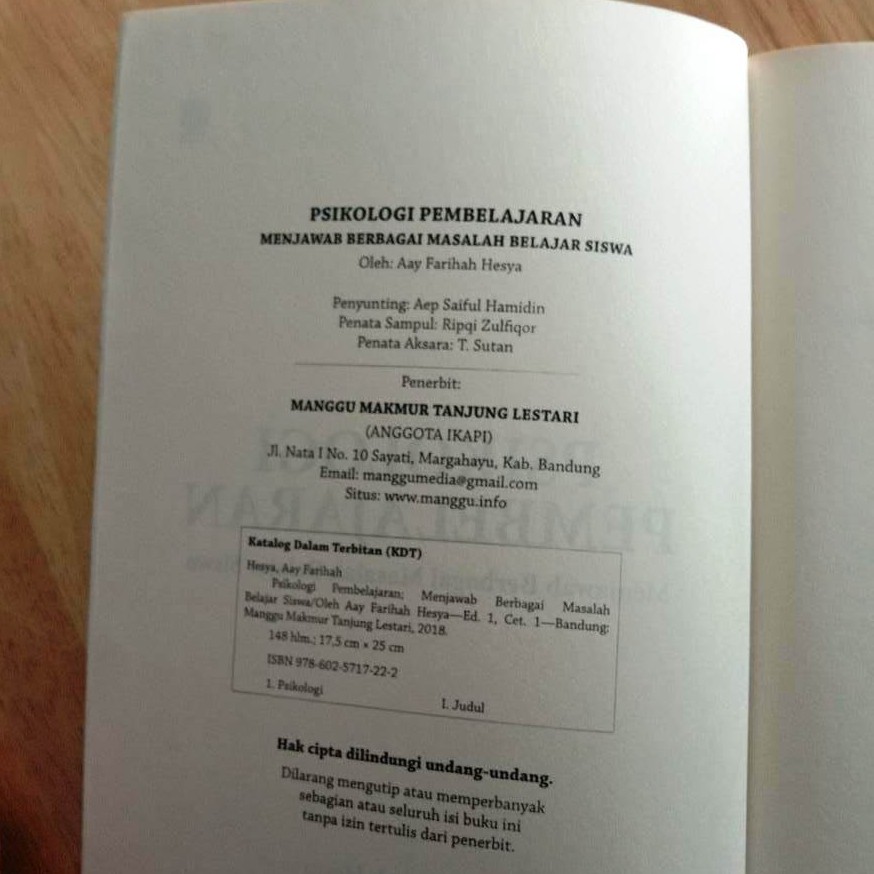 PSIKOLOGI PEMBELAJARAN
MENJAWAB BERBAGAI MASALAH BELAJAR SISWA
Oleh: Aay Farihah Hesya
Penyunting: Aep Saiful Hamidin
Penata Sampul: Ripqi Zulfiqor
Penata Aksara: T. Sutan
Penerbit:
MANGGU MAKMUR TANJUNG LESTARI
(ANGGOTA IKAPI)
Jl. Nata I No. 10 Sayati, Margahayu, Kab. Bandung
Email: manggumedia@gmail.com
Situs: www.manggu.info
Katalog Dalam Terbitan (KDT)
Hesya, Aay Farihah
Psikologi Pembelajaran; Menjawab Berbagai Masalah
Belajar Siswa/Oleh Aay Farihah Hesya—Ed. 1, Cet. 1—Bandung:
Manggu Makmur Tanjung Lestari, 2018.
148 hlm.; 17,5 cm × 25 cm
ISBN 978-602-5717-22-2
1. Psikologi I. Judul
Hak cipta dilindungi undang-undang.
Dilarang mengutip atau memperbanyak
sebagian atau seluruh isi buku ini
tanpa izin tertulis dari penerbit.